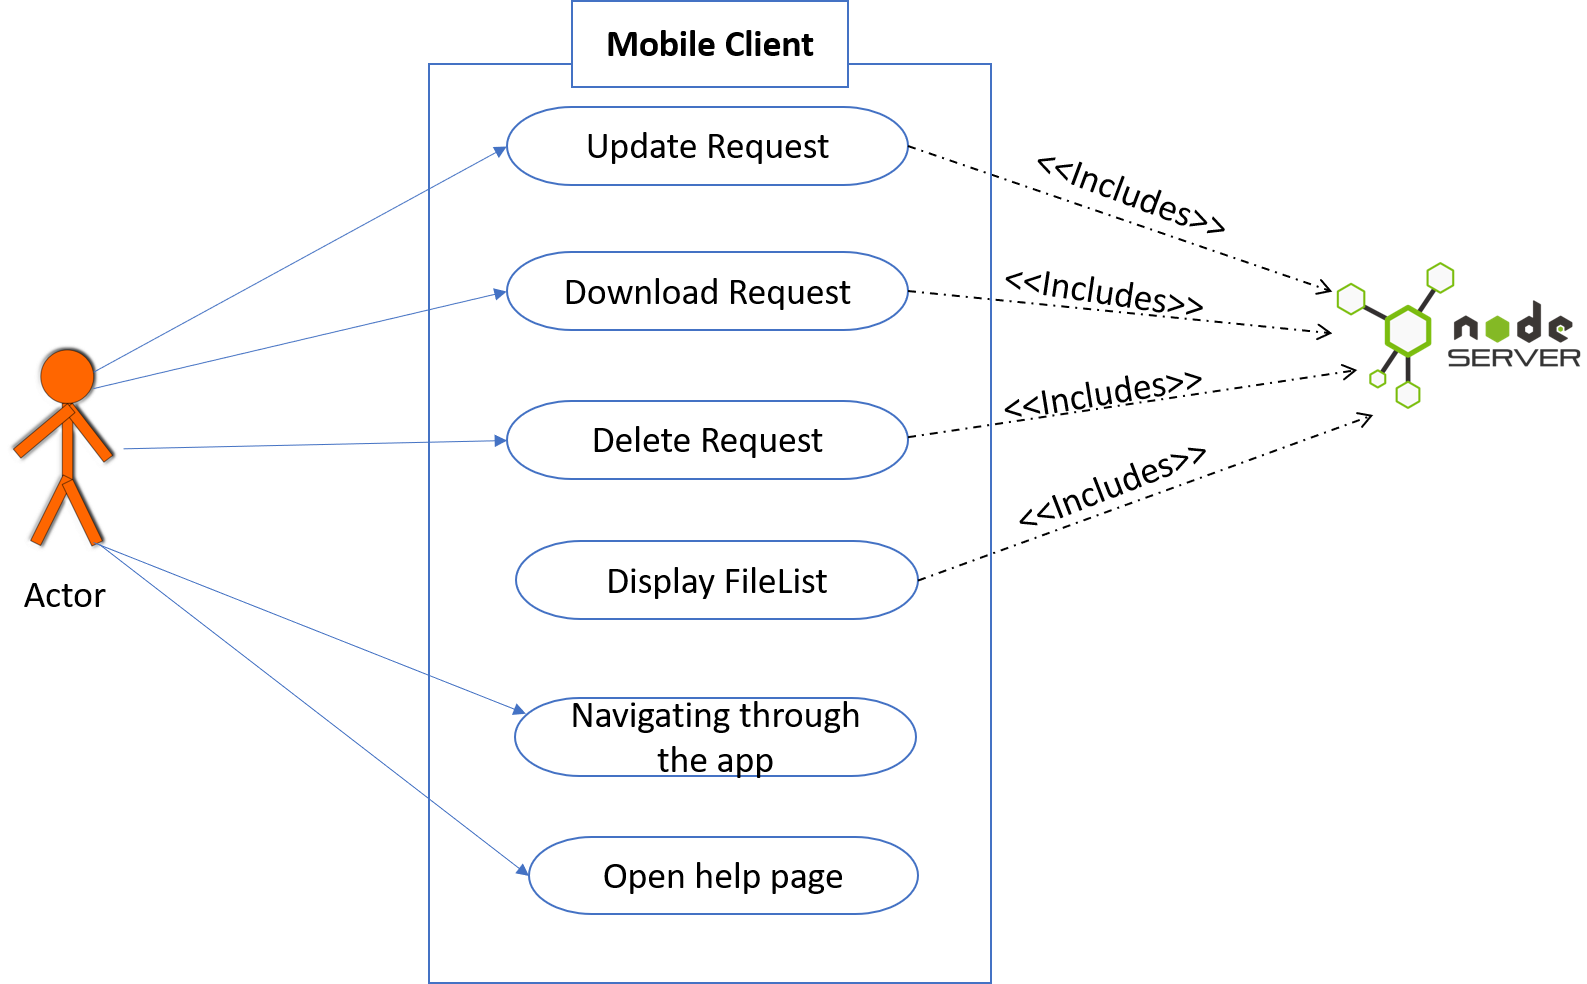 Mobile Client
Update Request
<<Includes>>
Download Request
<<Includes>>
node
SERVER
Delete Request
<<Includes>>
Display FileList
<<Includes>>
Actor
Navigating through
the app
Open help page